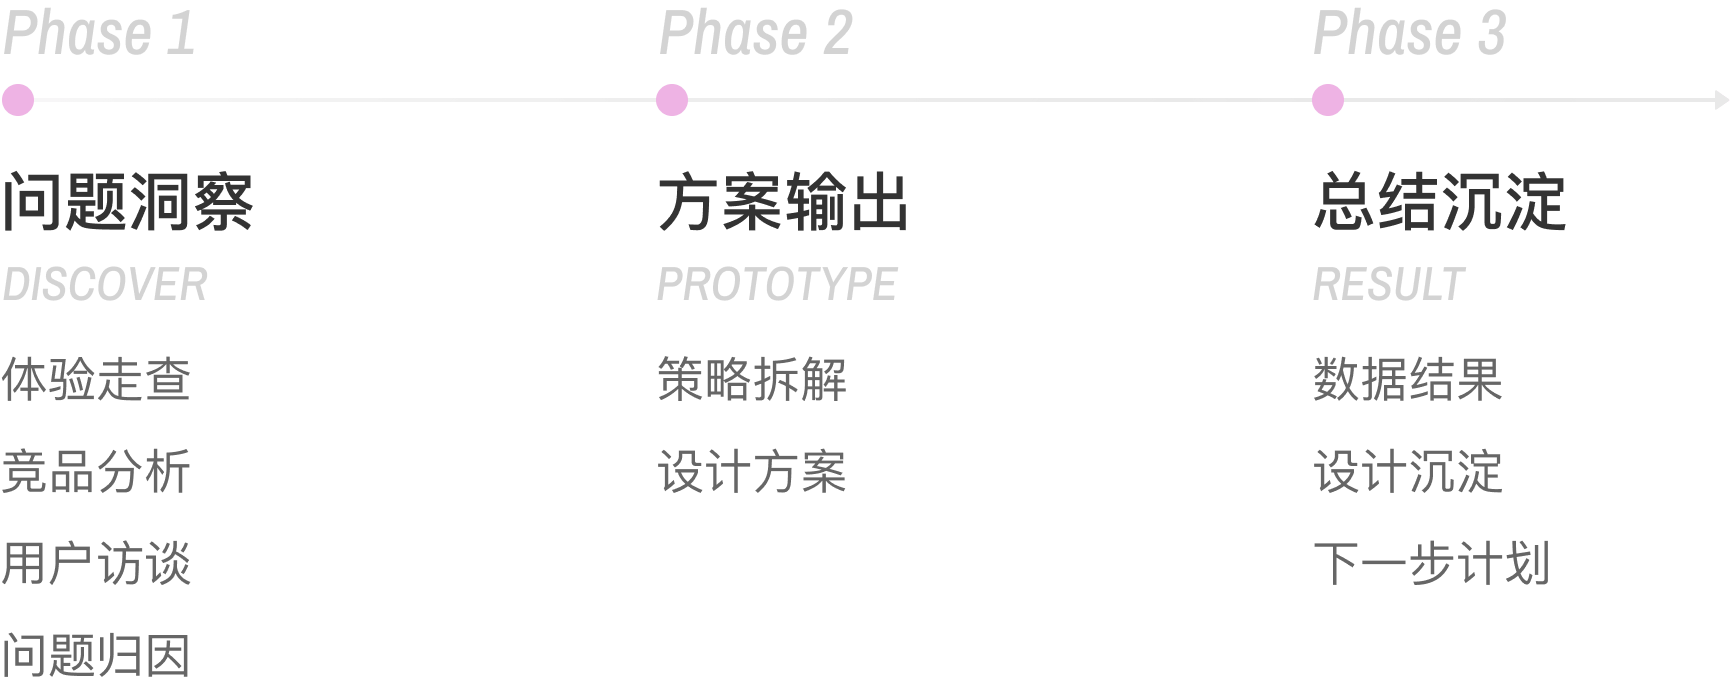 Phase 1
Phase 2
Phase 3
问题洞察
方案输出
总结沉淀
DISCOVER
PROTOTYPE
RESULT
体验走查
策略拆解
数据结果
竞品分析
设计方案
设计沉淀
用户访谈
下一步计划
问题归因